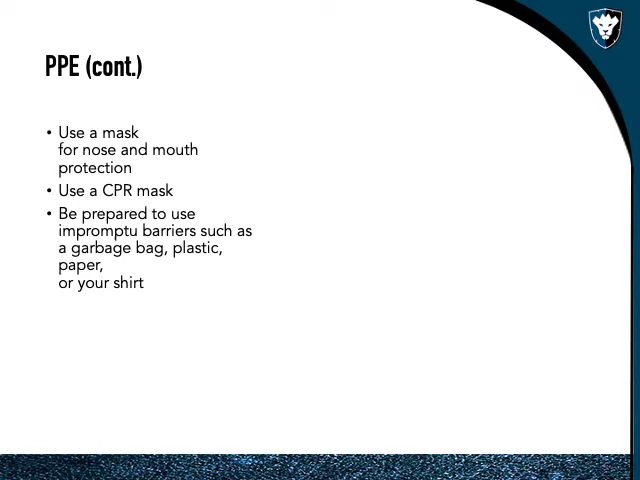 PPE (cont.)
• Use a mask
for nose and mouth
protection
• Use a CPR mask
• Be prepared to use
impromptu barriers such as
a garbage bag, plastic,
paper,
or your shirt